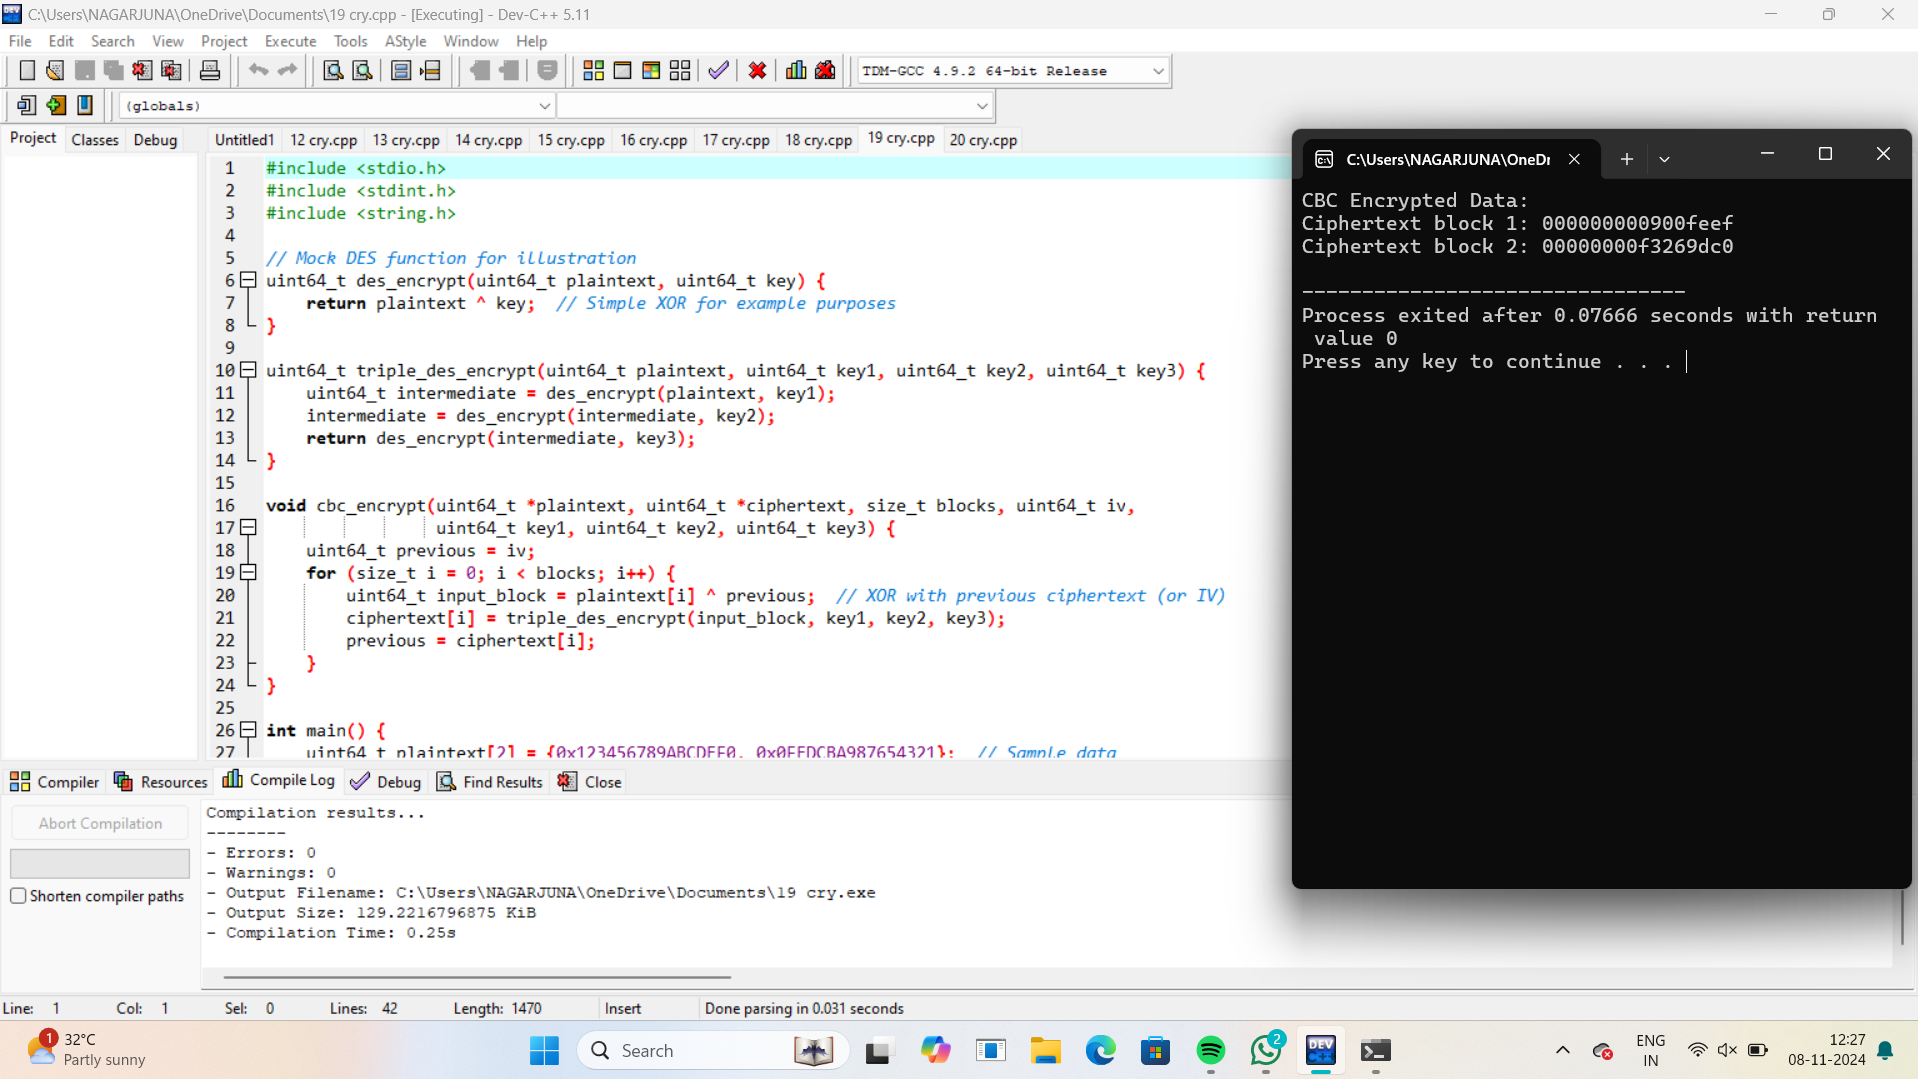 C:\Users\NAGARJUNA\OneDrive\Documents\19 cry.cpp - [Executing] - Dev-C++ 5.11
File Edit Search View Project Execute Tools AStyle Window Help
TDM-GCC 4.9.2 64-bit Release
(globals)
Project Classes Debug
Untitled1 12 cry.cpp 13 cry.cpp 14 cry.cpp 15 cry.cpp 16 cry.cpp 17 cry.cpp 18 cry.cpp 19 cry.cpp 20 cry.cpp
1 #include <stdio.h>
2 #include <stdint.h>
3 #include <string.h>
4
5 // Mock DES function for illustration
6 uint64_t des_encrypt(uint64_t plaintext, uint64_t key) {
7 return plaintext ^ key; // Simple XOR for example purposes
8 }
9
10 uint64_t triple_des_encrypt(uint64_t plaintext, uint64_t key1, uint64_t key2, uint64_t key3) {
11 uint64_t intermediate = des_encrypt(plaintext, key1);
12 intermediate = des_encrypt(intermediate, key2);
13 return des_encrypt(intermediate, key3);
14 }
15
16 void cbc_encrypt(uint64_t *plaintext, uint64_t *ciphertext, size_t blocks, uint64_t iv,
17 uint64_t key1, uint64_t key2, uint64_t key3) {
18 uint64_t previous = iv;
19 for (size_t i = 0; i < blocks; i++) {
20 uint64_t input_block = plaintext[i] ^ previous; // XOR with previous ciphertext (or IV)
21 ciphertext[i] = triple_des_encrypt(input_block, key1, key2, key3);
22 previous = ciphertext[i];
23 }
24 }
25
26 int main() {
27 uint64_t plaintext[2] = {0x123456789ABCDEF0, 0x0FEDCBA987654321}; // Sample data
C:\Users\NAGARJUNA\OneDr
CBC Encrypted Data:
Ciphertext block 1: 000000000900feef
Ciphertext block 2: 00000000f3269dc0
--------------------------------
Process exited after 0.07666 seconds with return
value 0
Press any key to continue . . .
Compiler Resources Compile Log Debug Find Results Close
Abort Compilation
Shorten compiler paths
Compilation results...
--------
- Errors: 0
- Warnings: 0
- Output Filename: C:\Users\NAGARJUNA\OneDrive\Documents\19 cry.exe
- Output Size: 129.2216796875 KiB
- Compilation Time: 0.25s
Line: 1 Col: 1 Sel: 0 Lines: 42 Length: 1470 Insert Done parsing in 0.031 seconds
1
32°C
Partly sunny
Search
2
DEV
ENG
IN
12:27
08-11-2024